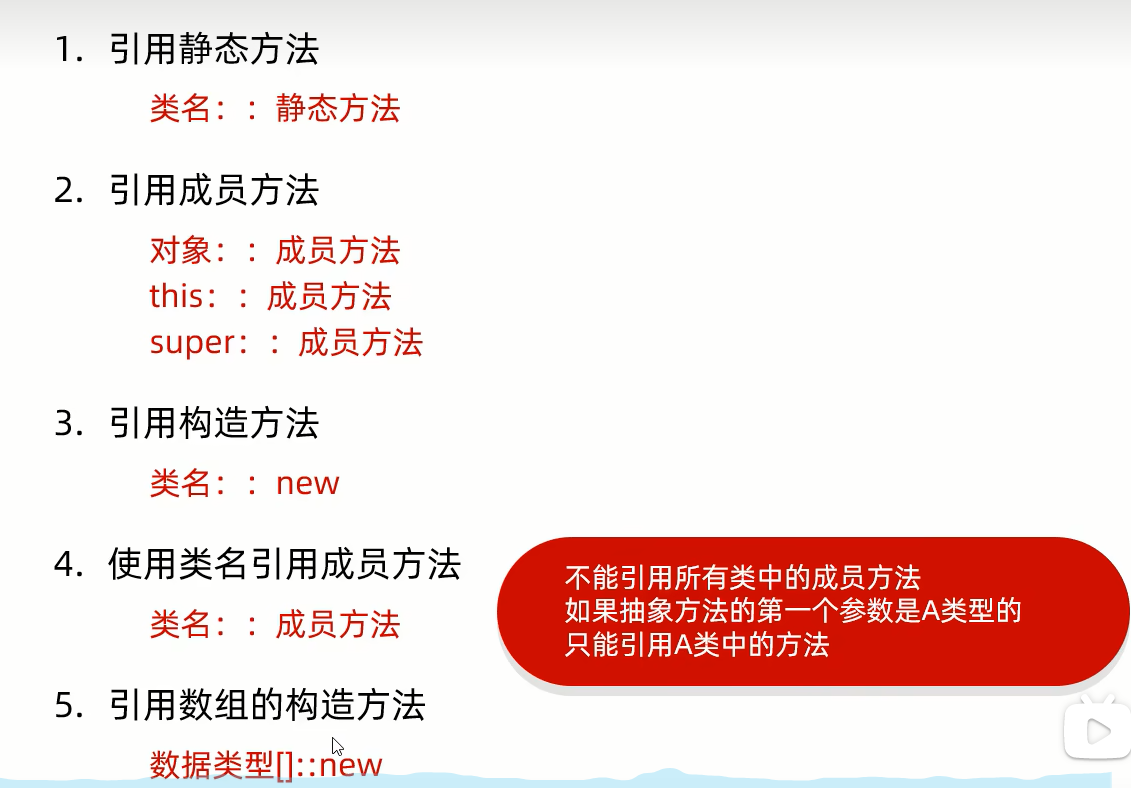 1. 引用静态方法
类名：：静态方法
2. 引用成员方法
对象：：成员方法
this：：成员方法
super：：成员方法
3. 引用构造方法
类名：：new
4. 使用类名引用成员方法
类名：：成员方法
不能引用所有类中的成员方法
如果抽象方法的第一个参数是A类型的
只能引用A类中的方法
5. 引用数组的构造方法
数据类型[]::new